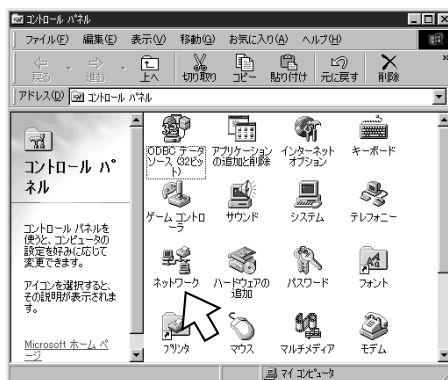 コントロール パネル
ファイル(F) 編集(E) 表示(V) 移動(G) お気に入り(A) ヘルプ(H)
戻る 進む 上へ 切り取り コピー 貼り付け 元に戻す 削除 »
アドレス(D) コントロール パネル
コントロール パ
ネル
コントロール パネルを
使うと、コンピュータの
設定を好みに応じて
変更できます。
アイコンを選択すると、
その説明が表示されま
す。
Microsoft ホーム ペ
ージ
ODBC データ
ソース (32ビッ
ト)
アプリケーション
の追加と削除
インターネット
オプション
キーボード
ゲーム コントロ
ーラ
サウンド
システム
テレフォニー
ネットワーク
ハードウェアの
追加
パスワード
フォント
プリンタ
マウス
マルチメディア
モデム
マイ コンピュータ